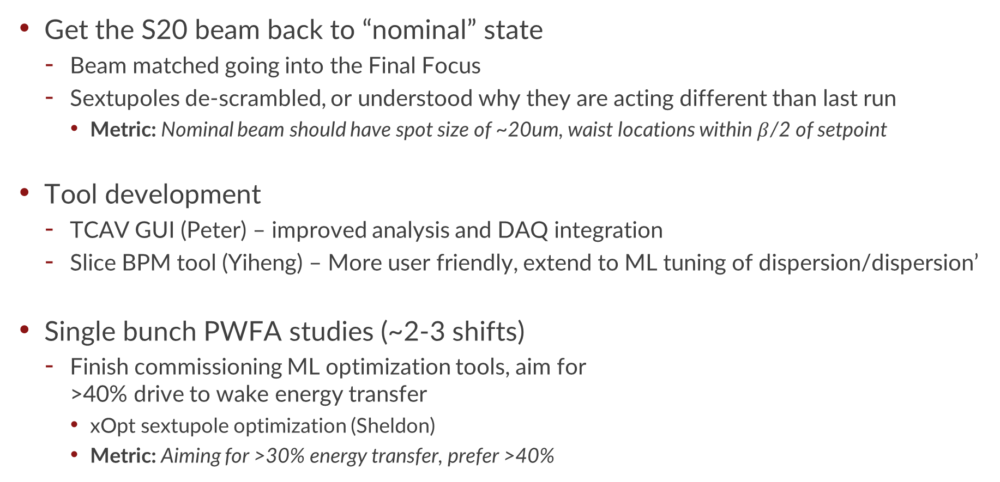 • Get the S20 beam back to “nominal” state
- Beam matched going into the Final Focus
- Sextupoles de-scrambled, or understood why they are acting different than last run
• Metric: Nominal beam should have spot size of ~20um, waist locations within β/2 of setpoint
• Tool development
- TCAV GUI (Peter) – improved analysis and DAQ integration
- Slice BPM tool (Yiheng) – More user friendly, extend to ML tuning of dispersion/dispersion’
• Single bunch PWFA studies (~2-3 shifts)
- Finish commissioning ML optimization tools, aim for
>40% drive to wake energy transfer
• xOpt sextupole optimization (Sheldon)
• Metric: Aiming for >30% energy transfer, prefer >40%